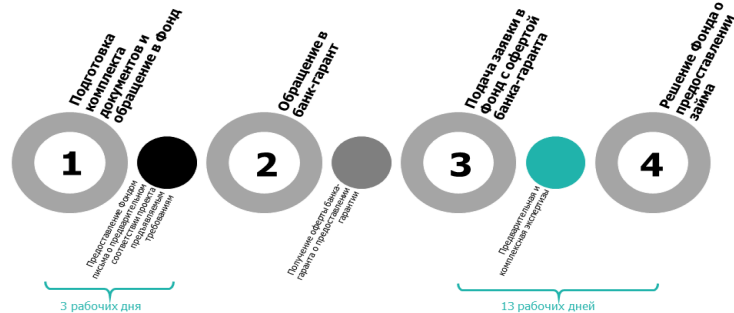 Подготовка
комплекта
документов и
обращение в Фонд
1
Предоставление Фондом
письма о предварительном
соответствии проекта
предъявляемым
требованиям
3 рабочих дня
Обращение в
банк-гарант
2
Получение оферты банка-
гаранта о предоставлении
гарантии
Подача заявки в
Фонд с офертой
банка-гаранта
3
Предварительная и
комплексная экспертизы
13 рабочих дней
Решение Фонда о
предоставлении
займа
4